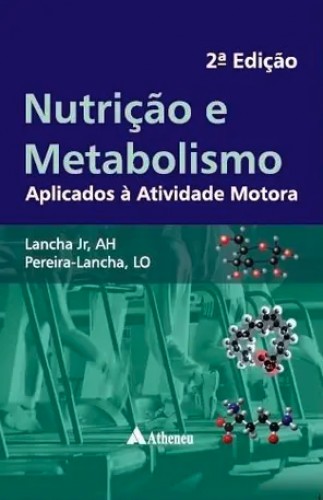 2ª Edição
Nutrição e
Metabolismo
Aplicados à Atividade Motora
Lancha Jr, AH
Pereira-Lancha, LO
Atheneu